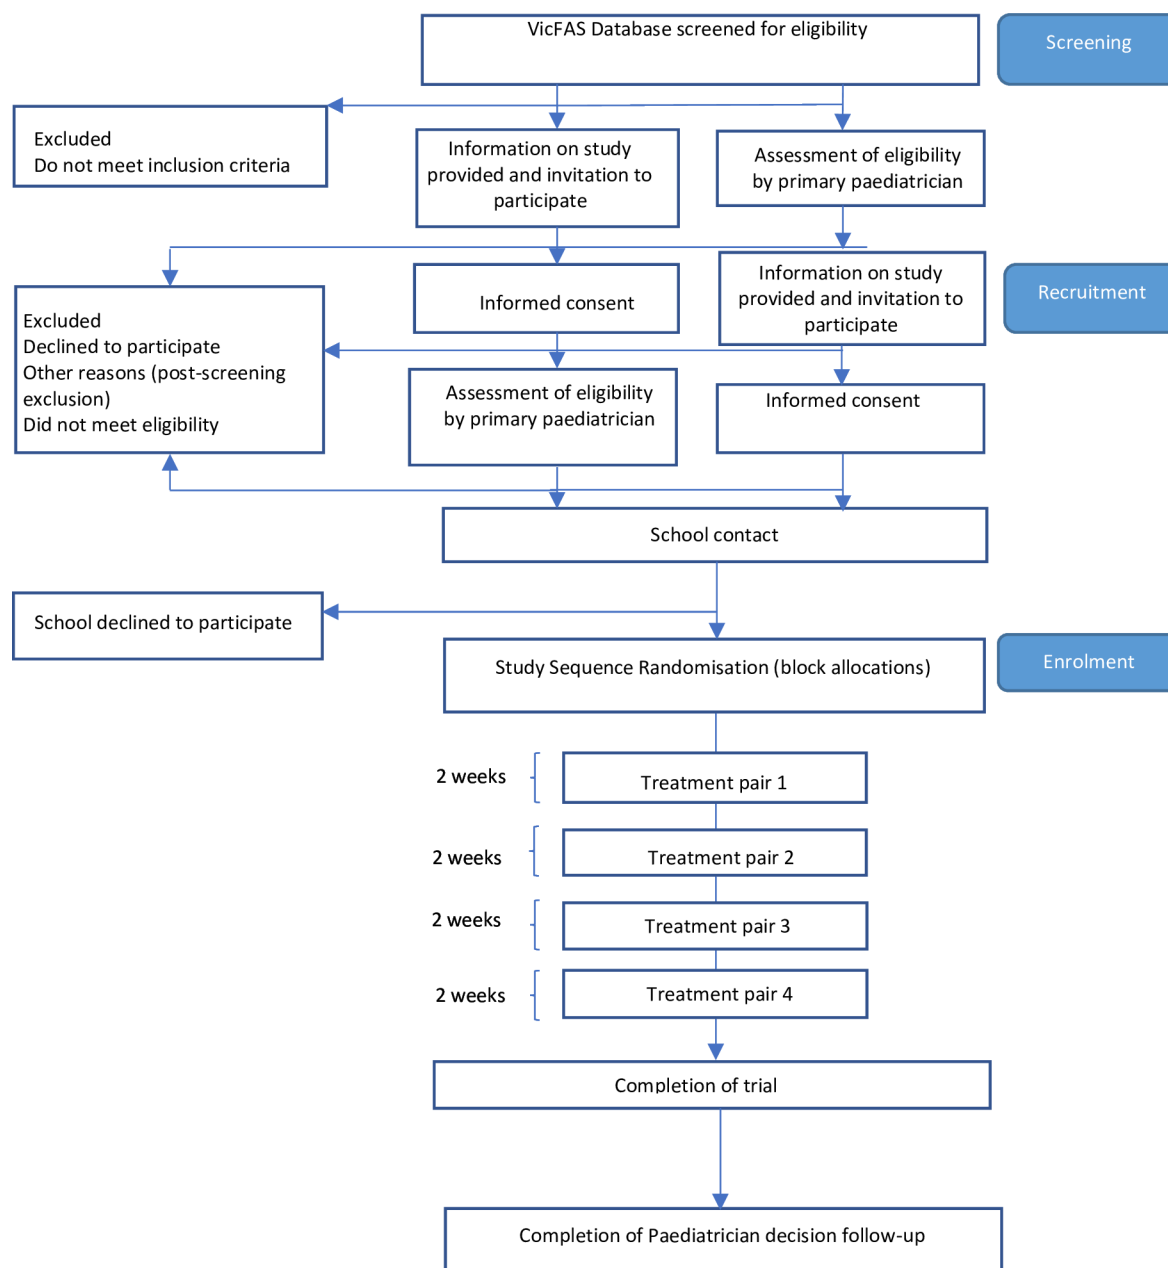 VicFAS Database screened for eligibility
Screening
Excluded
Do not meet inclusion criteria
Information on study
provided and invitation to
participate
Assessment of eligibility
by primary paediatrician
Excluded
Declined to participate
Other reasons (post-screening
exclusion)
Did not meet eligibility
Informed consent
Information on study
provided and invitation to
participate
Recruitment
Assessment of eligibility
by primary paediatrician
Informed consent
School contact
School declined to participate
Study Sequence Randomisation (block allocations)
Enrolment
2 weeks
Treatment pair 1
2 weeks
Treatment pair 2
2 weeks
Treatment pair 3
2 weeks
Treatment pair 4
Completion of trial
Completion of Paediatrician decision follow-up